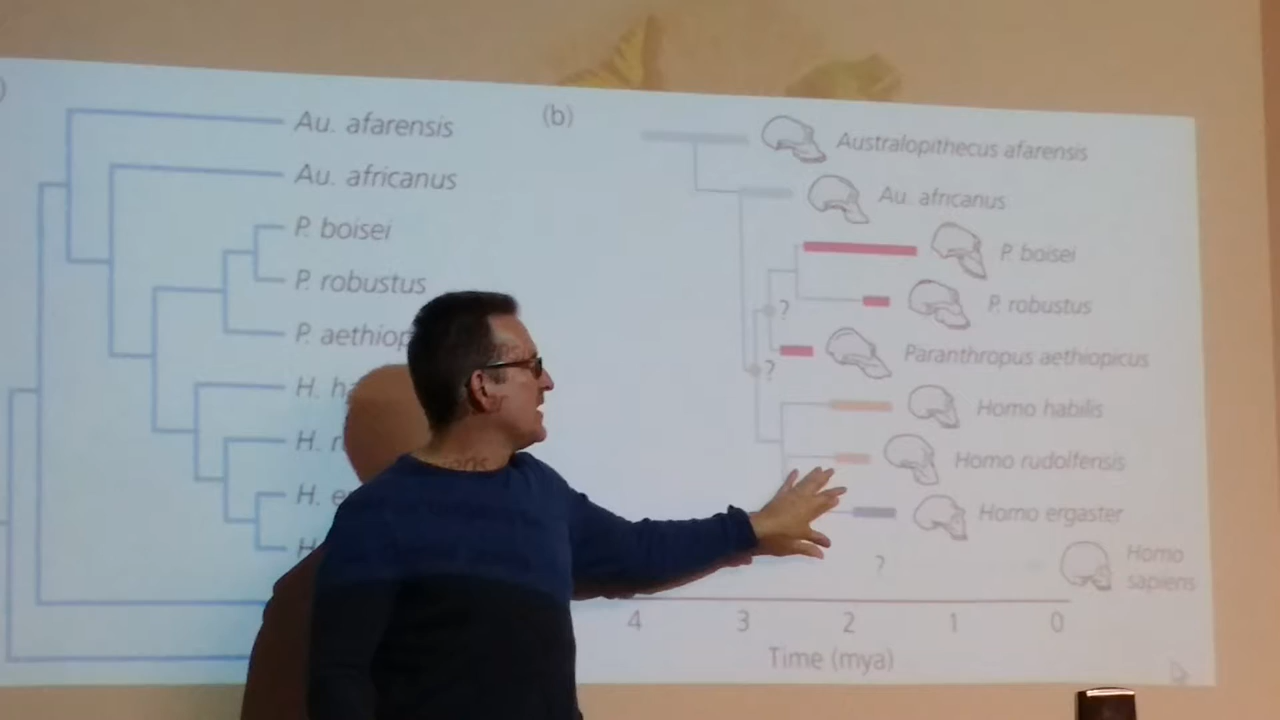 )
Au. afarensis
Au. africanus
P. boisei
P. robustus
P. aethiop
H. h
H.
H. e
H
(b)
Australopithecus afarensis
Au. africanus
P. boisei
P. robustus
?
Paranthropus aethiopicus
?
Homo habilis
Homo rudolfensis
Homo ergaster
?
Homo
sapiens
4 3 2 1 0
Time (mya)